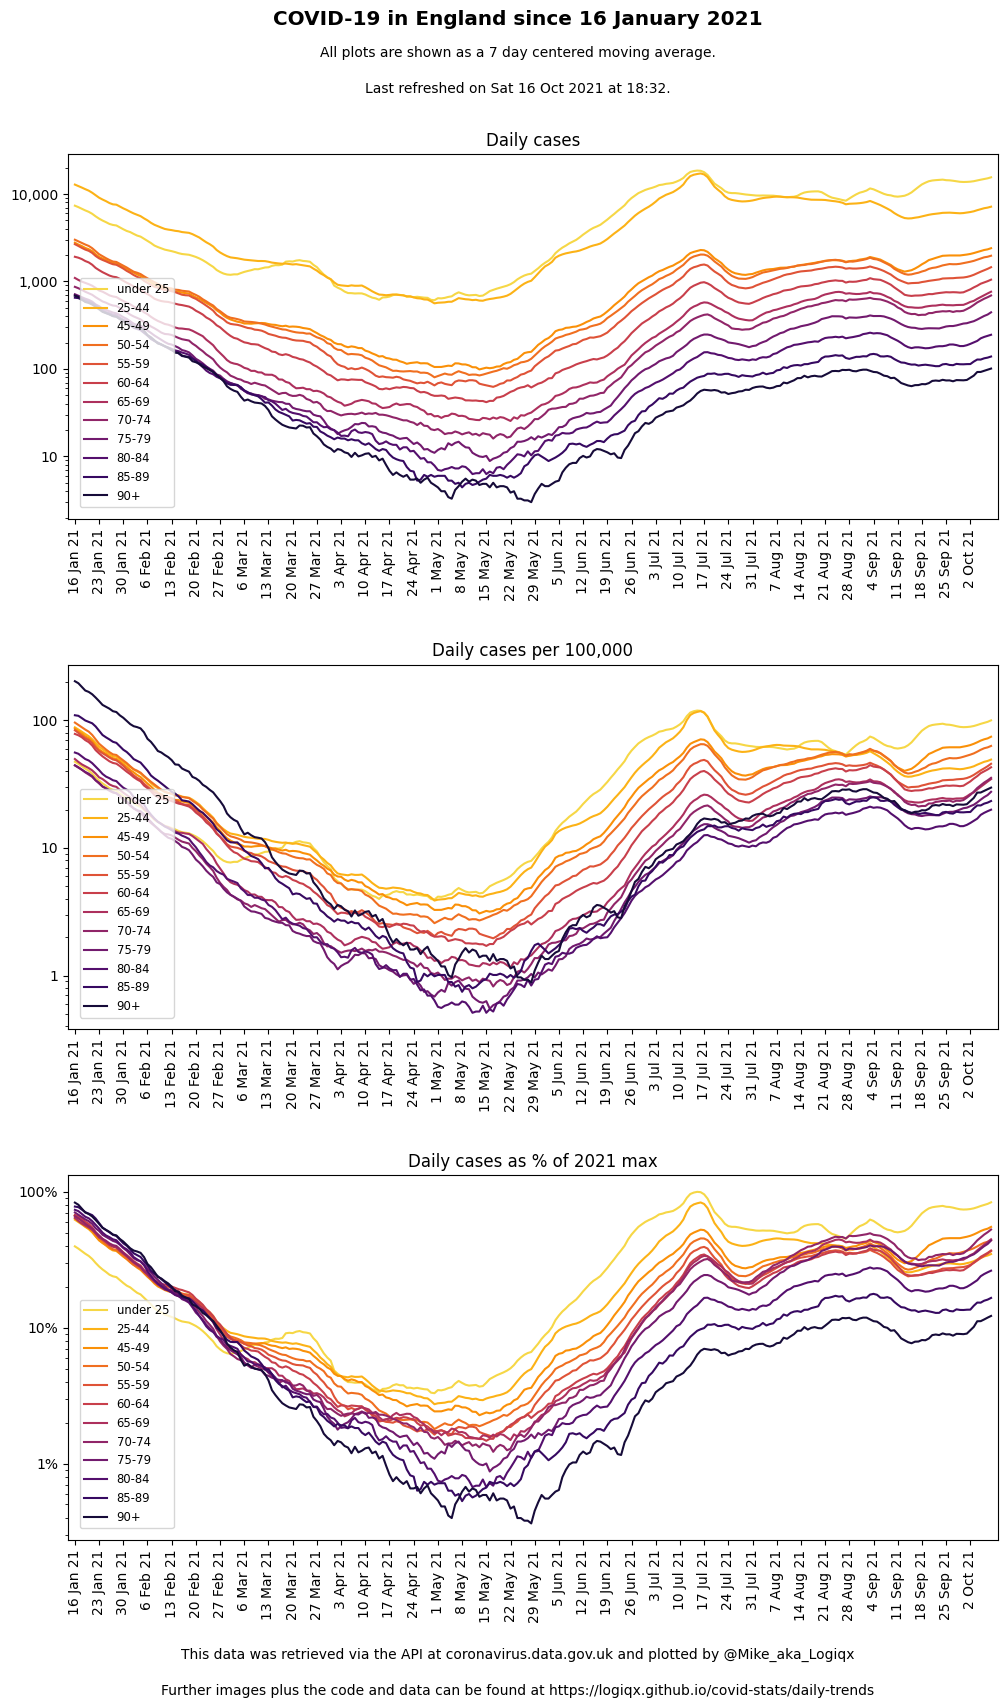 COVID-19 in England since 16 January 2021
All plots are shown as a 7 day centered moving average.
Last refreshed on Sat 16 Oct 2021 at 18:32.
Daily cases
10,000
1,000
100
10
under 25
25-44
45-49
50-54
55-59
60-64
65-69
70-74
75-79
80-84
85-89
90+
16 Jan 21
23 Jan 21
30 Jan 21
6 Feb 21
13 Feb 21
20 Feb 21
27 Feb 21
6 Mar 21
13 Mar 21
20 Mar 21
27 Mar 21
3 Apr 21
10 Apr 21
17 Apr 21
24 Apr 21
1 May 21
8 May 21
15 May 21
22 May 21
29 May 21
5 Jun 21
12 Jun 21
19 Jun 21
26 Jun 21
3 Jul 21
10 Jul 21
17 Jul 21
24 Jul 21
31 Jul 21
7 Aug 21
14 Aug 21
21 Aug 21
28 Aug 21
4 Sep 21
11 Sep 21
18 Sep 21
25 Sep 21
2 Oct 21
Daily cases per 100,000
100
10
1
under 25
25-44
45-49
50-54
55-59
60-64
65-69
70-74
75-79
80-84
85-89
90+
16 Jan 21
23 Jan 21
30 Jan 21
6 Feb 21
13 Feb 21
20 Feb 21
27 Feb 21
6 Mar 21
13 Mar 21
20 Mar 21
27 Mar 21
3 Apr 21
10 Apr 21
17 Apr 21
24 Apr 21
1 May 21
8 May 21
15 May 21
22 May 21
29 May 21
5 Jun 21
12 Jun 21
19 Jun 21
26 Jun 21
3 Jul 21
10 Jul 21
17 Jul 21
24 Jul 21
31 Jul 21
7 Aug 21
14 Aug 21
21 Aug 21
28 Aug 21
4 Sep 21
11 Sep 21
18 Sep 21
25 Sep 21
2 Oct 21
Daily cases as % of 2021 max
100%
10%
1%
under 25
25-44
45-49
50-54
55-59
60-64
65-69
70-74
75-79
80-84
85-89
90+
16 Jan 21
23 Jan 21
30 Jan 21
6 Feb 21
13 Feb 21
20 Feb 21
27 Feb 21
6 Mar 21
13 Mar 21
20 Mar 21
27 Mar 21
3 Apr 21
10 Apr 21
17 Apr 21
24 Apr 21
1 May 21
8 May 21
15 May 21
22 May 21
29 May 21
5 Jun 21
12 Jun 21
19 Jun 21
26 Jun 21
3 Jul 21
10 Jul 21
17 Jul 21
24 Jul 21
31 Jul 21
7 Aug 21
14 Aug 21
21 Aug 21
28 Aug 21
4 Sep 21
11 Sep 21
18 Sep 21
25 Sep 21
2 Oct 21
This data was retrieved via the API at coronavirus.data.gov.uk and plotted by @Mike_aka_Logiqx
Further images plus the code and data can be found at https://logiqx.github.io/covid-stats/daily-trends